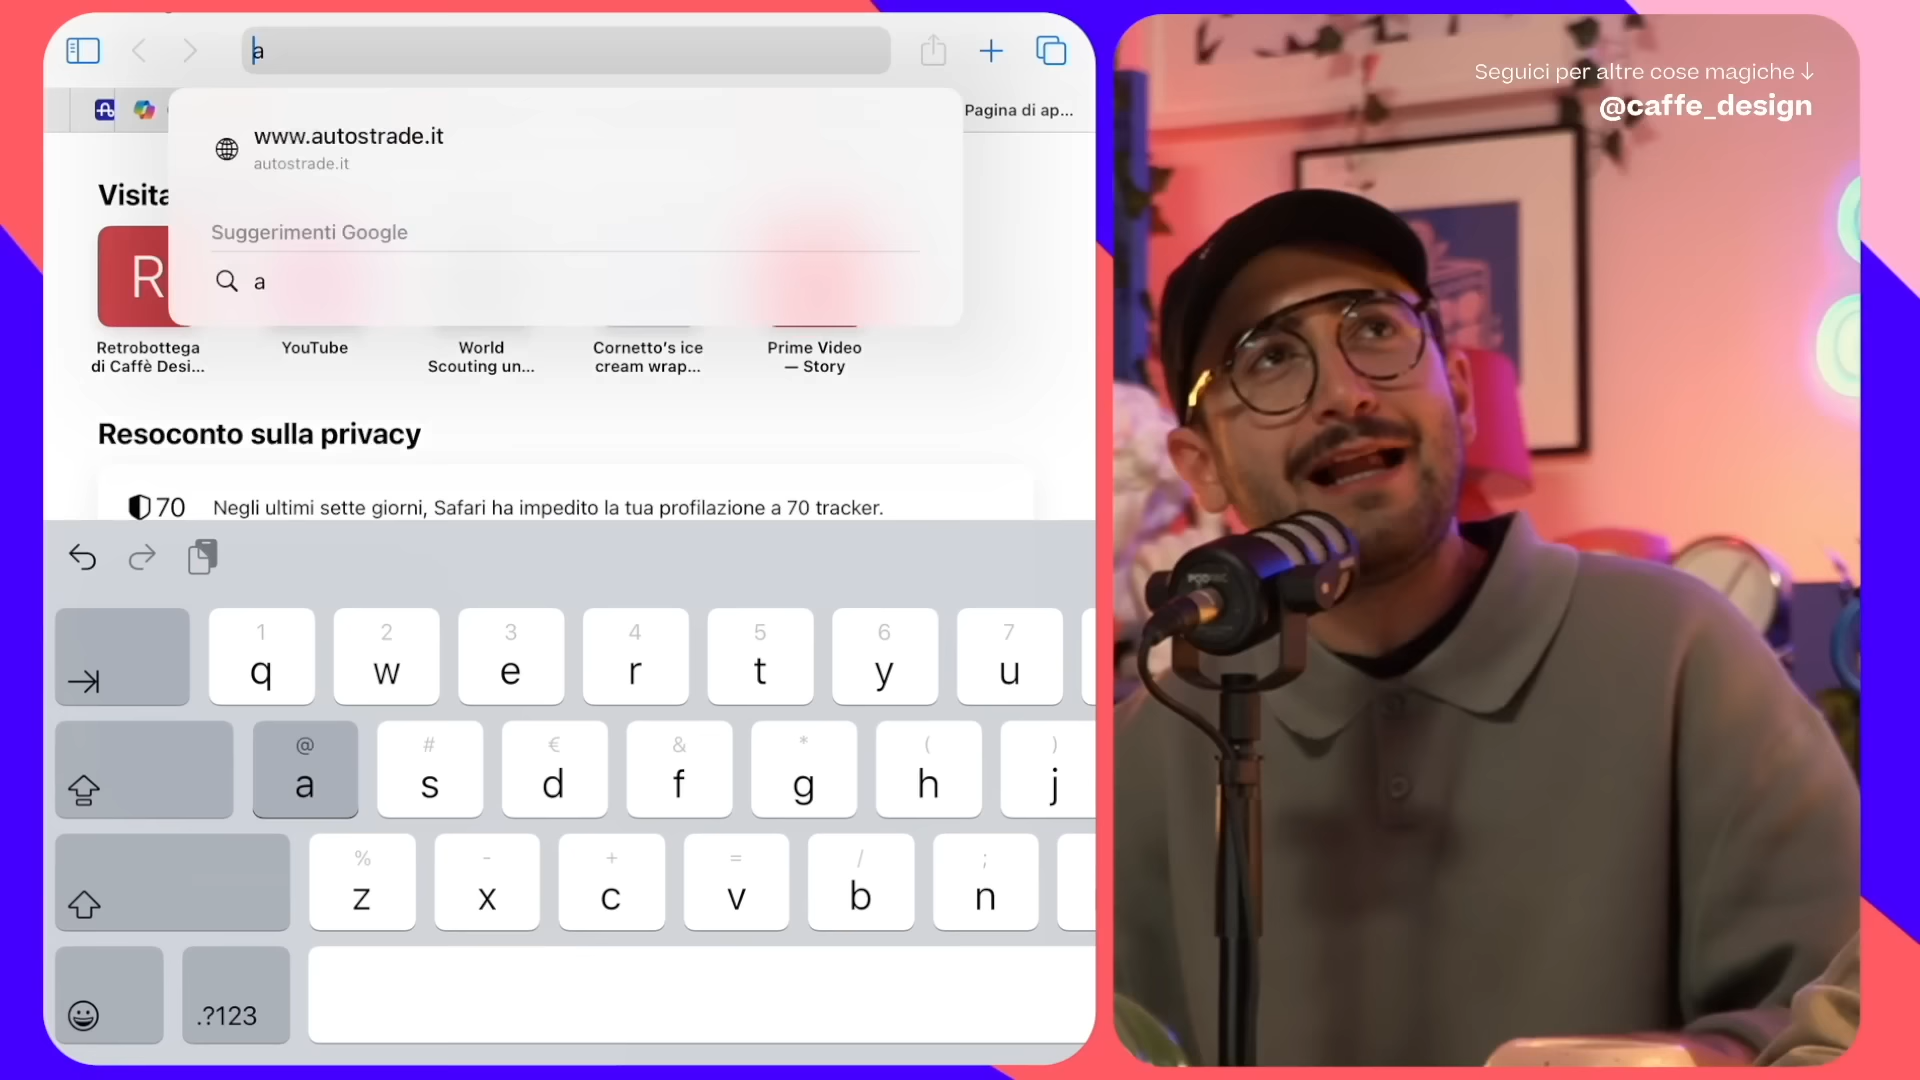 a
Pagina di ap...
www.autostrade.it
autostrade.it
Visita
Suggerimenti Google
a
R
Retrobottega
di Caffè Desi...
YouTube
World
Scouting un...
Cornetto's ice
cream wrap...
Prime Video
— Story
Resoconto sulla privacy
70
Negli ultimi sette giorni, Safari ha impedito la tua profilazione a 70 tracker.
1 2 3 4 5 6 7
q w e r t y u
@ # € & * ( )
a s d f g h j
% - + = / ;
z x c v b n
.?123
Seguici per altre cose magiche ↓
@caffe_design